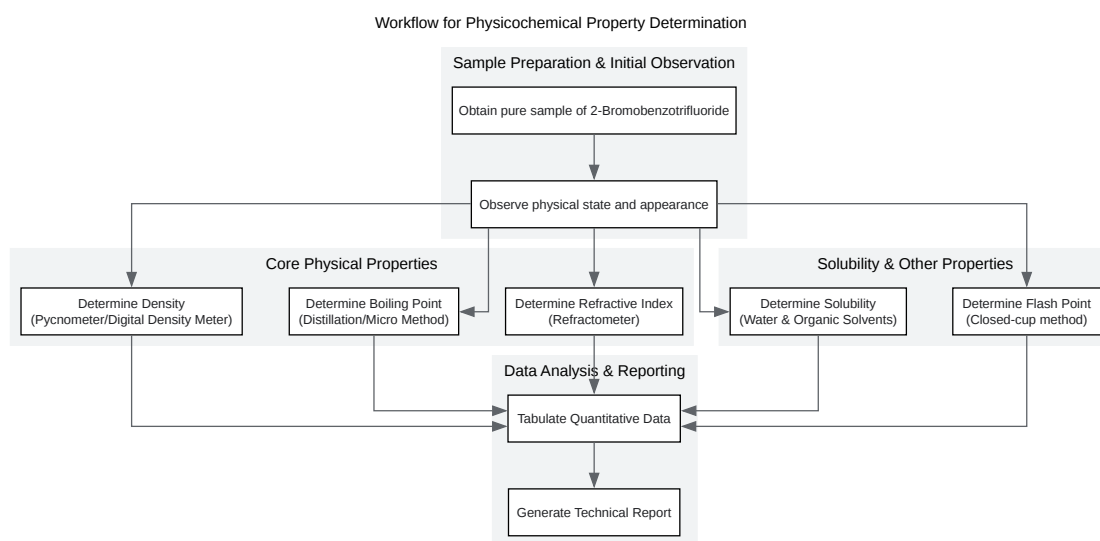 Workflow for Physicochemical Property Determination
Sample Preparation & Initial Observation
Obtain pure sample of 2-Bromobenzotrifluoride
Observe physical state and appearance
Core Physical Properties
Determine Density
(Pycnometer/Digital Density Meter)
Determine Boiling Point
(Distillation/Micro Method)
Determine Refractive Index
(Refractometer)
Solubility & Other Properties
Determine Solubility
(Water & Organic Solvents)
Determine Flash Point
(Closed-cup method)
Data Analysis & Reporting
Tabulate Quantitative Data
Generate Technical Report